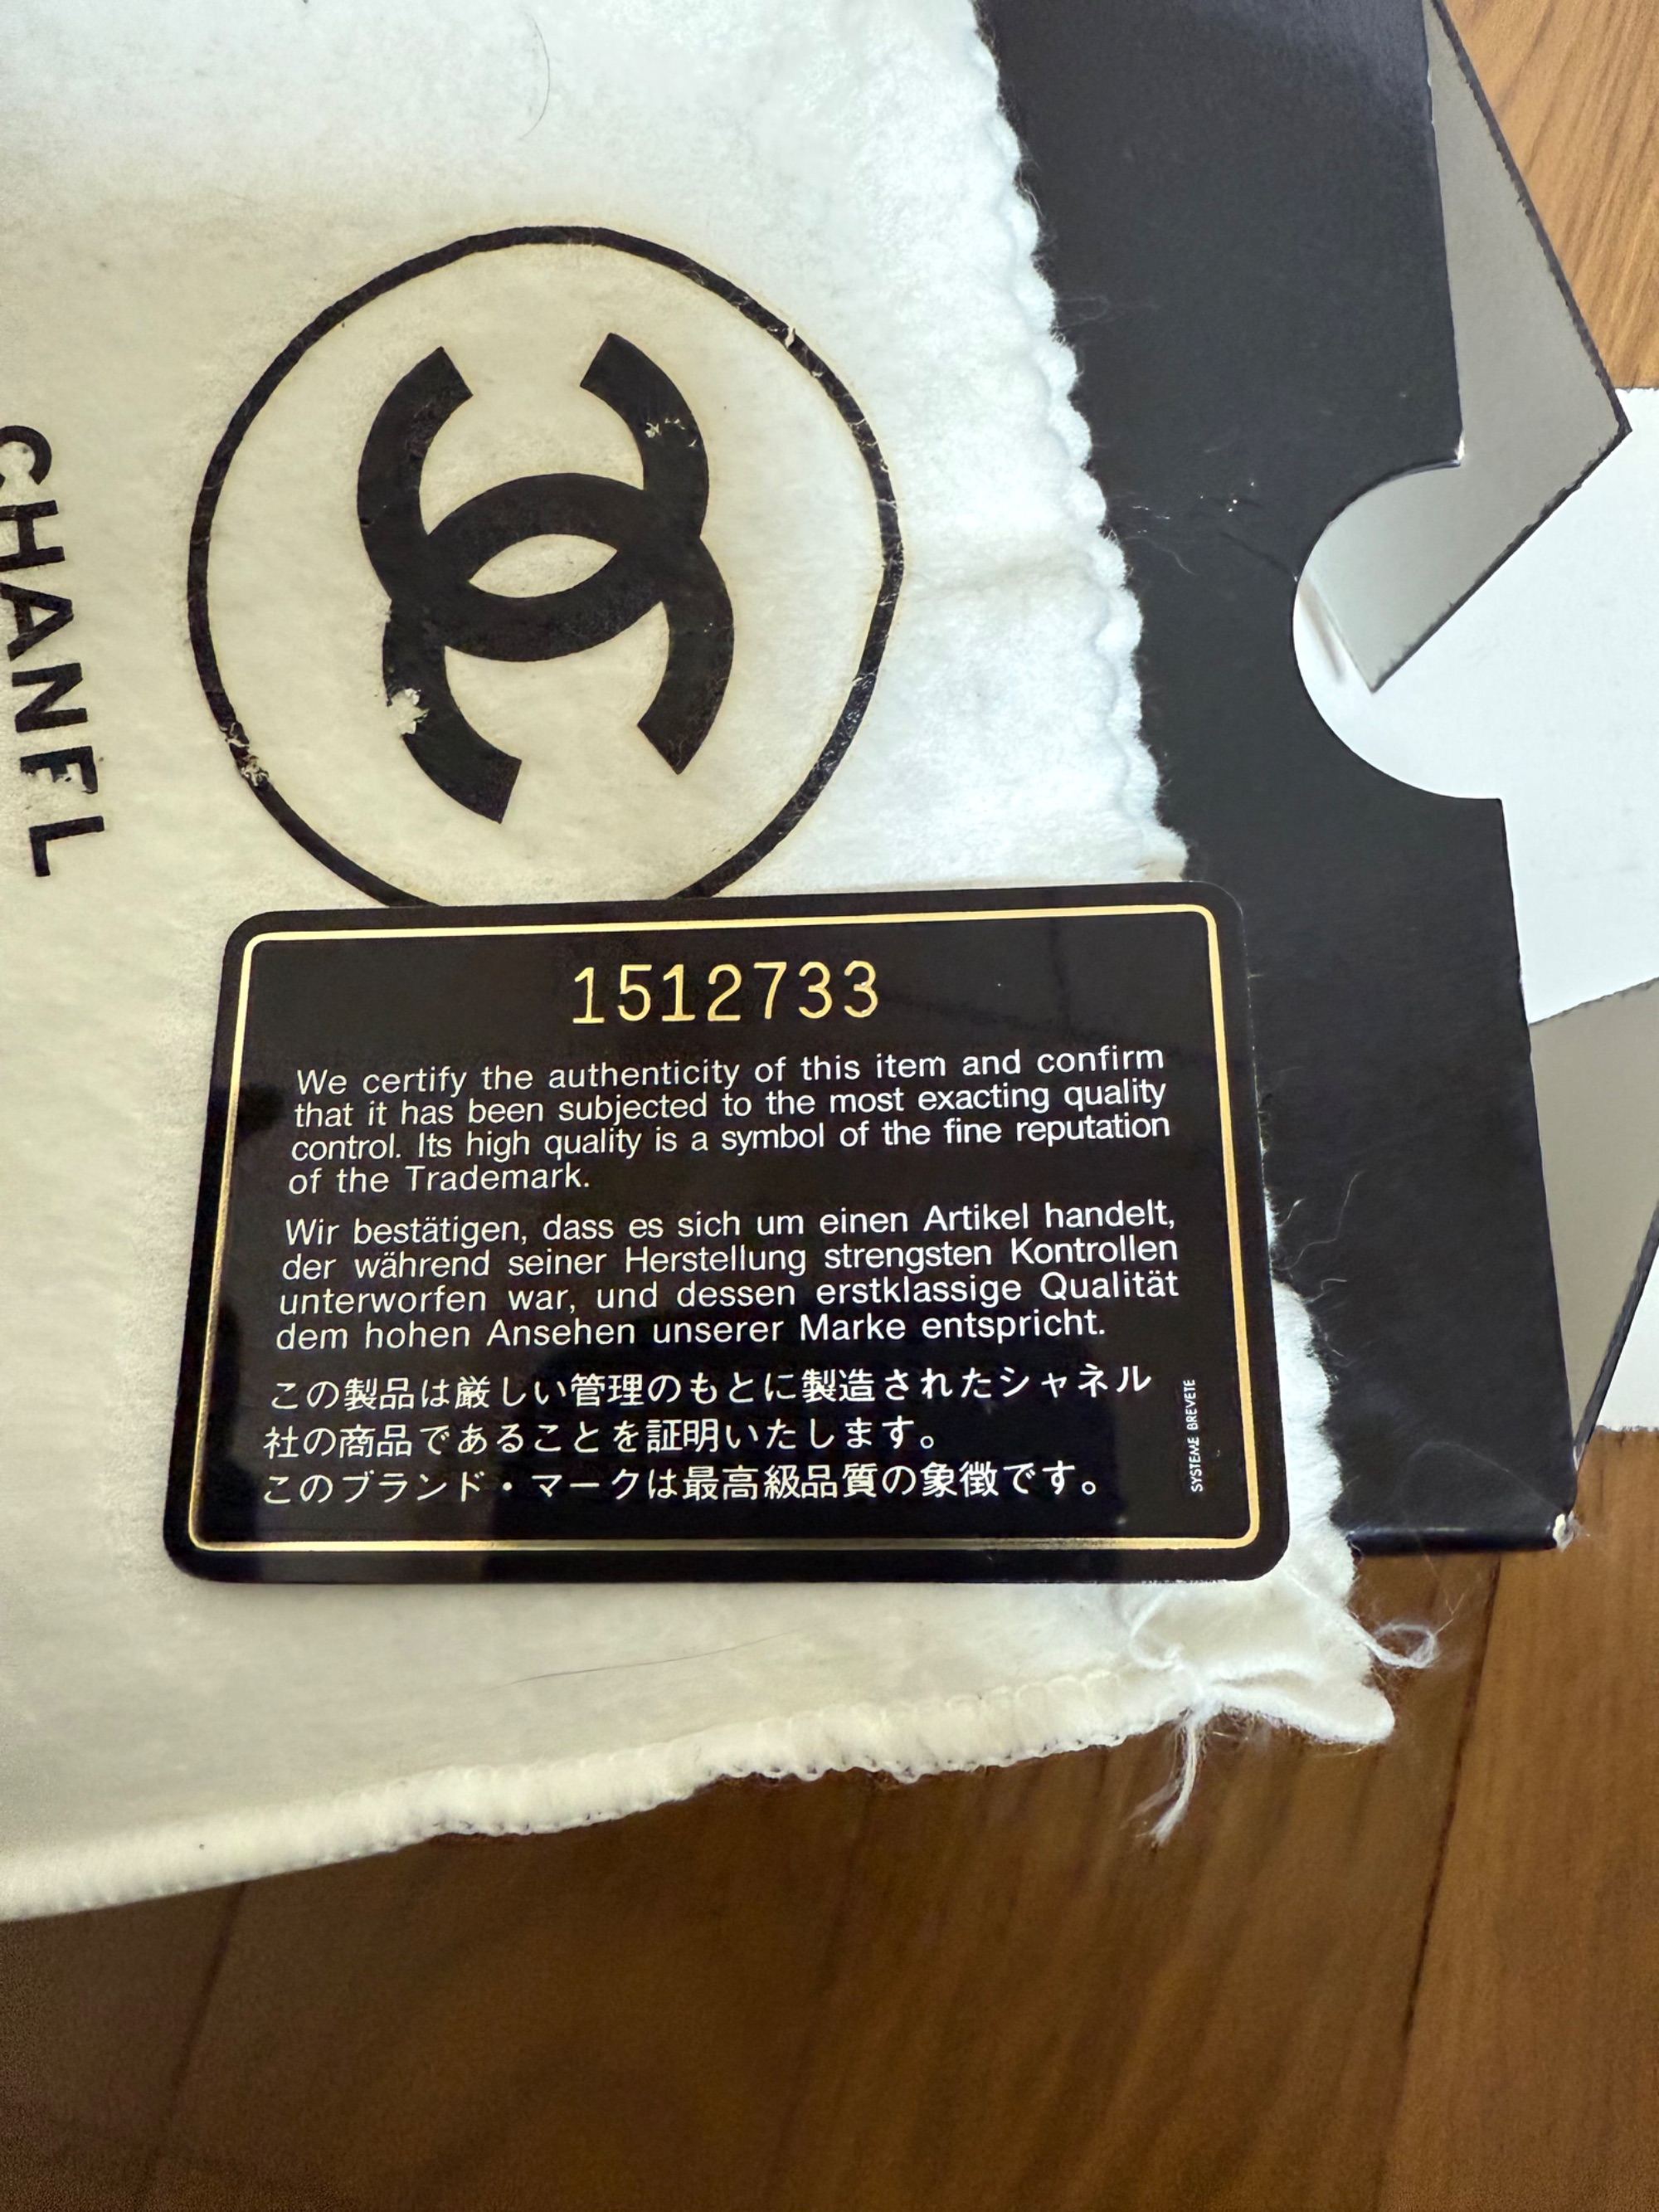 CHANEL
1512733
We certify the authenticity of this item and confirm
that it has been subjected to the most exacting quality
control. Its high quality is a symbol of the fine reputation
of the Trademark.
Wir bestätigen, dass es sich um einen Artikel handelt,
der während seiner Herstellung strengsten Kontrollen
unterworfen war, und dessen erstklassige Qualität
dem hohen Ansehen unserer Marke entspricht.
この製品は厳しい管理のもとに製造されたシャネル
社の商品であることを証明いたします。
このブランド・マークは最高級品質の象徴です。
SYSTEME BREVETE